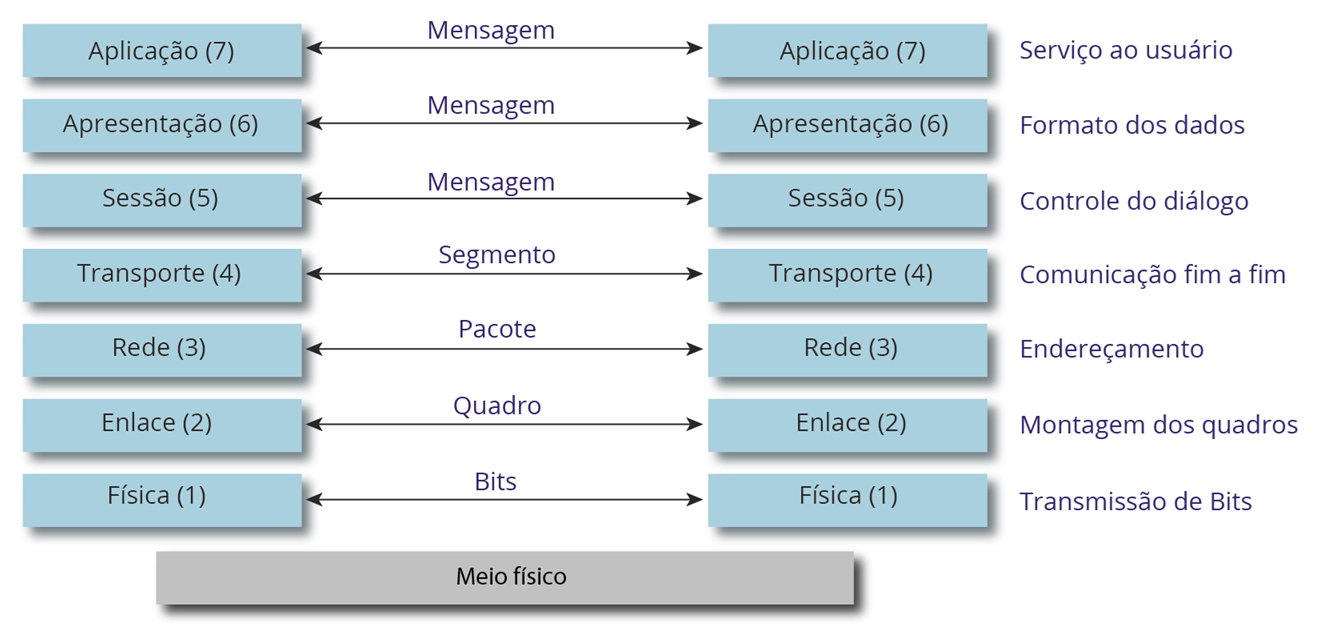 Mensagem
Aplicação (7)
Aplicação (7)
Serviço ao usuário
Mensagem
Apresentação (6)
Apresentação (6)
Formato dos dados
Mensagem
Sessão (5)
Sessão (5)
Controle do diálogo
Segmento
Transporte (4)
Transporte (4)
Comunicação fim a fim
Pacote
Rede (3)
Rede (3)
Endereçamento
Quadro
Enlace (2)
Enlace (2)
Montagem dos quadros
Bits
Física (1)
Física (1)
Transmissão de Bits
Meio físico